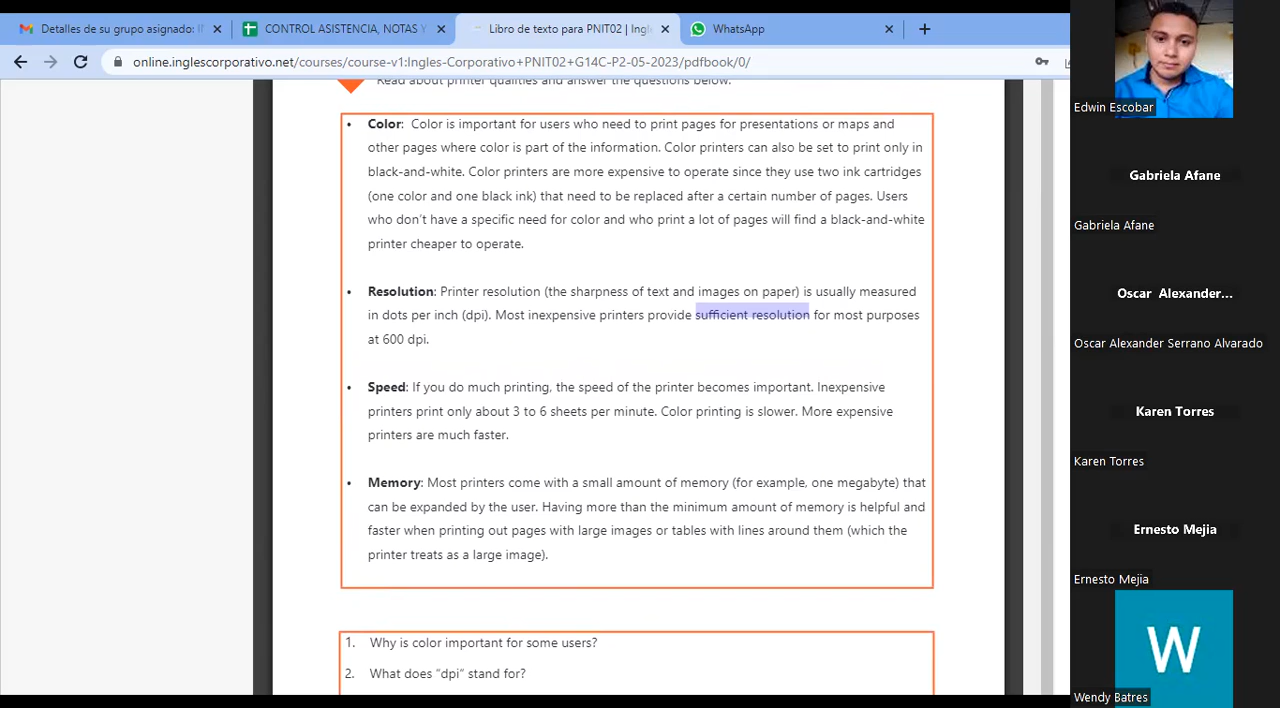 Detalles de su grupo asignado: I
CONTROL ASISTENCIA, NOTAS Y
Libro de texto para PNIT02 | Ingl
WhatsApp
online.inglescorporativo.net/courses/course-v1:Ingles-Corporativo+PNIT02+G14C-P2-05-2023/pdfbook/0/
Read about printer qualities and answer the questions below.
• Color: Color is important for users who need to print pages for presentations or maps and
other pages where color is part of the information. Color printers can also be set to print only in
black-and-white. Color printers are more expensive to operate since they use two ink cartridges
(one color and one black ink) that need to be replaced after a certain number of pages. Users
who don't have a specific need for color and who print a lot of pages will find a black-and-white
printer cheaper to operate.
• Resolution: Printer resolution (the sharpness of text and images on paper) is usually measured
in dots per inch (dpi). Most inexpensive printers provide sufficient resolution for most purposes
at 600 dpi.
• Speed: If you do much printing, the speed of the printer becomes important. Inexpensive
printers print only about 3 to 6 sheets per minute. Color printing is slower. More expensive
printers are much faster.
• Memory: Most printers come with a small amount of memory (for example, one megabyte) that
can be expanded by the user. Having more than the minimum amount of memory is helpful and
faster when printing out pages with large images or tables with lines around them (which the
printer treats as a large image).
1. Why is color important for some users?
2. What does "dpi" stand for?
Edwin Escobar
Gabriela Afane
Gabriela Afane
Oscar Alexander...
Oscar Alexander Serrano Alvarado
Karen Torres
Karen Torres
Ernesto Mejia
Ernesto Mejia
W
Wendy Batres